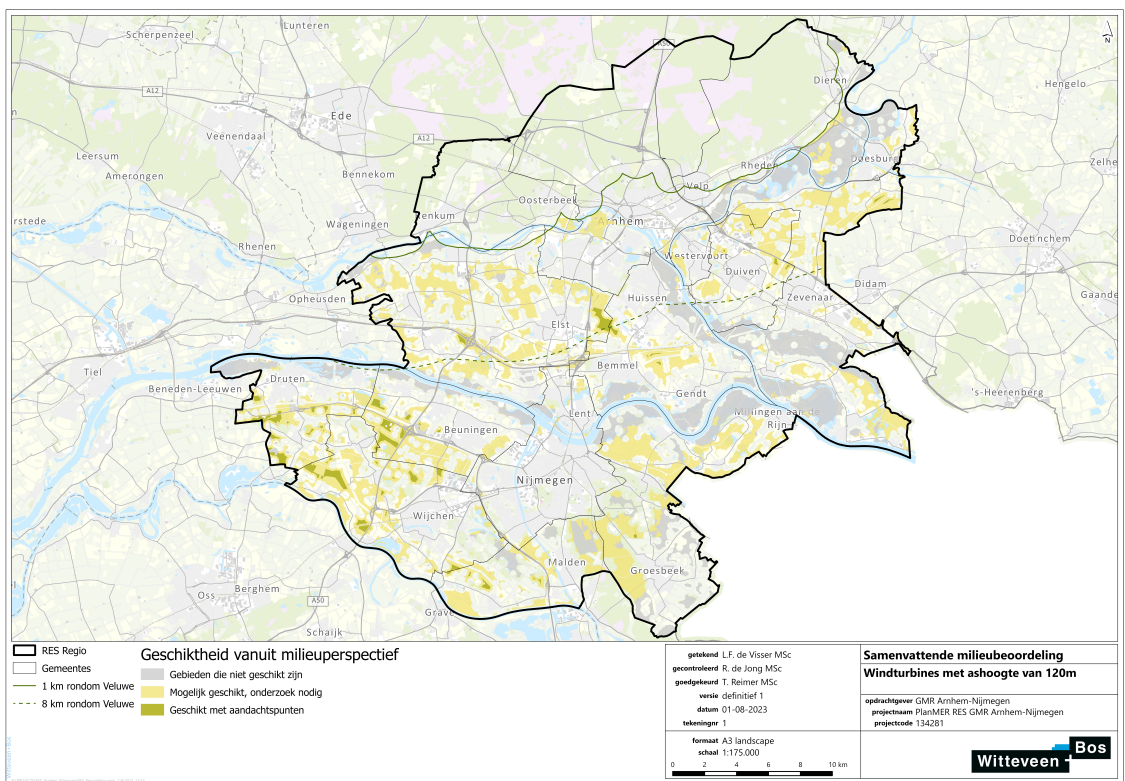 Scherpenzeel
Lunteren
A50
N
Dieren
Hengelo
A12
Ede
Veenendaal
A12
Leersum
Doesburg
Zelhe
Amerongen
Bennekom
Rheden
Velp
Oosterbeek
rstede
Wageningen
enkum
Arnhem
Doetinchem
Rhenen
Westervoort
Duiven
Didam
Opheusden
Huissen
Zevenaar
Gaande
Elst
Bemmel
Tiel
Druten
Beneden-Leeuwen
Gendt
's-Heerenberg
Lent
Millingen aan de
Rijn
Beuningen
Nijmegen
Wijchen
Malden
Groesbeek
Berghem
Oss
A50
Grave
Schaijk
RES Regio
Gemeentes
1 km rondom Veluwe
8 km rondom Veluwe
Geschiktheid vanuit milieuperspectief
Gebieden die niet geschikt zijn
Mogelijk geschikt, onderzoek nodig
Geschikt met aandachtspunten
getekend L.F. de Visser MSc
gecontroleerd R. de Jong MSc
goedgekeurd T. Reimer MSc
versie definitief 1
datum 01-08-2023
tekeningnr 1
formaat A3 landscape
schaal 1:175.000
0 2 4 6 8 10 km
Samenvattende milieubeoordeling
Windturbines met ashoogte van 120m
opdrachtgever GMR Arnhem-Nijmegen
projectnaam PlanMER RES GMR Arnhem-Nijmegen
projectcode 134281
Witteveen + Bos
Witteveen + Bos